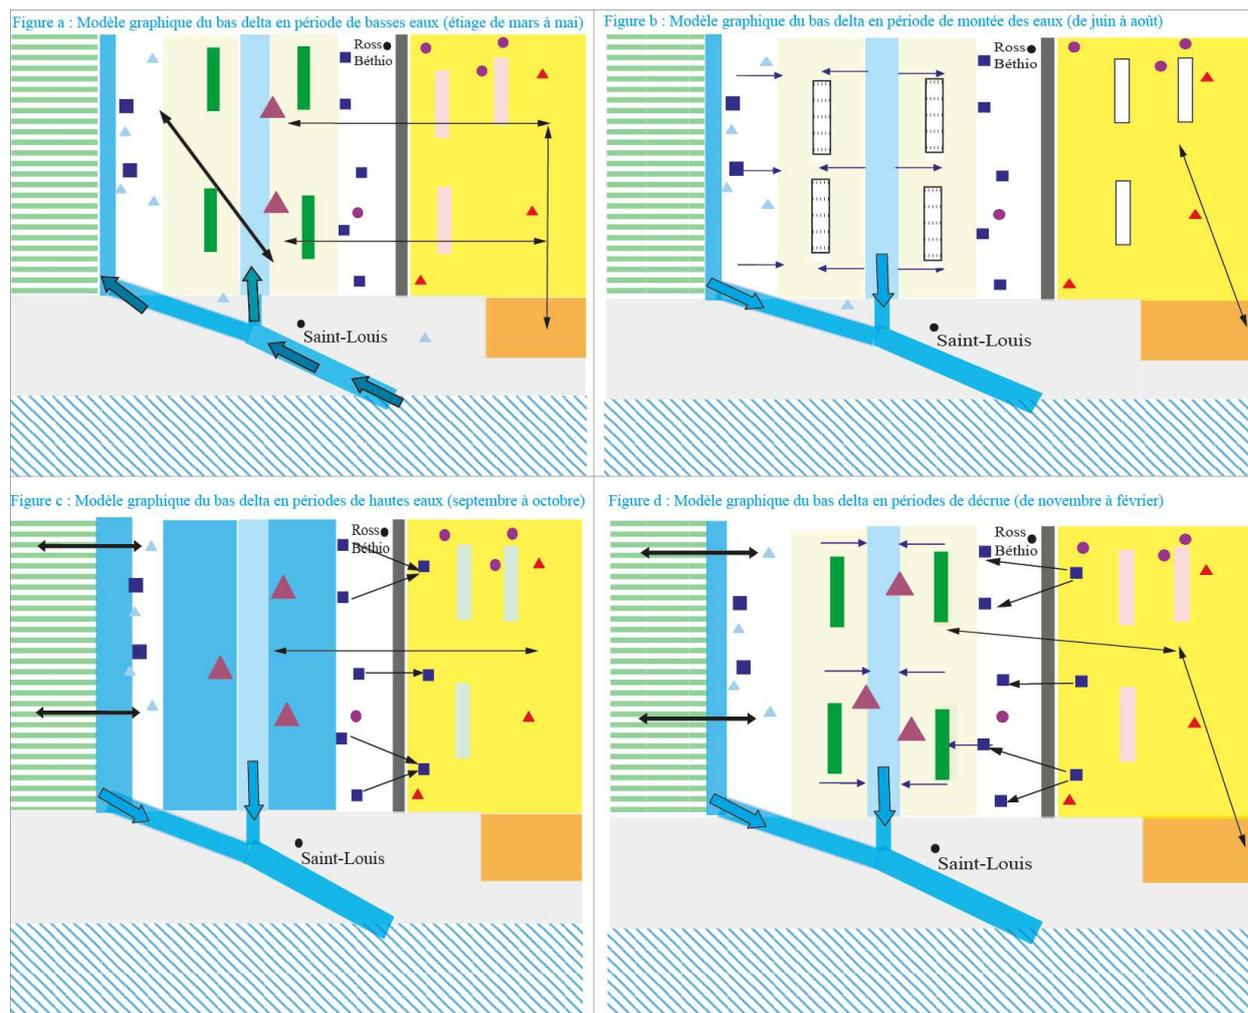 Figure a : Modèle graphique du bas delta en période de basses eaux (étiage de mars à mai)
Ross
Béthio
Saint-Louis
Figure b : Modèle graphique du bas delta en période de montée des eaux (de juin à août)
Ross
Béthio
Saint-Louis
Figure c : Modèle graphique du bas delta en périodes de hautes eaux (septembre à octobre)
Ross
Béthio
Saint-Louis
Figure d : Modèle graphique du bas delta en périodes de décrue (de novembre à février)
Ross
Béthio
Saint-Louis